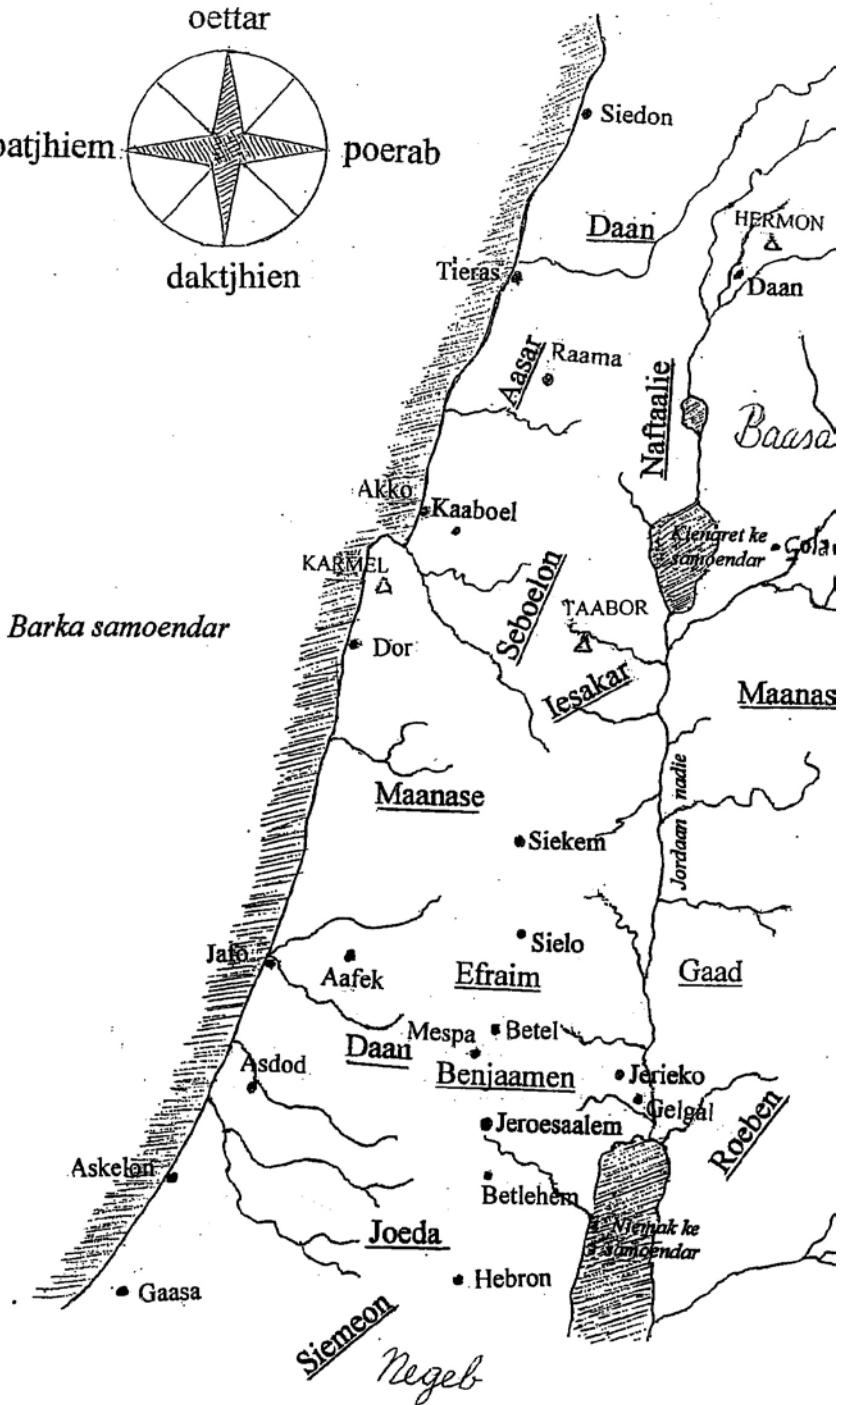 oettar
patjhiem
poerab
daktjhien
Siedon
Daan
HERMON
Daan
Tieras
Raama
Aasar
Naftaalie
Baasa
Akko
Kaaboel
Kienqret ke
samoendar
KARMEL
Seboelon
TAABOR
Barka samoendar
Dor
Iesakar
Maanas
Jordaan nadie
Maanase
Siekem
Sielo
Jafo
Aafek
Efraim
Gaad
Mespa
Betel
Daan
Benjaamen
Asdod
Jerieko
Gelgal
Jeroesaalem
Roeben
Askelon
Betlehem
Joeda
Niemak ke
samoendar
Gaasa
Hebron
Siemeon
Negeb